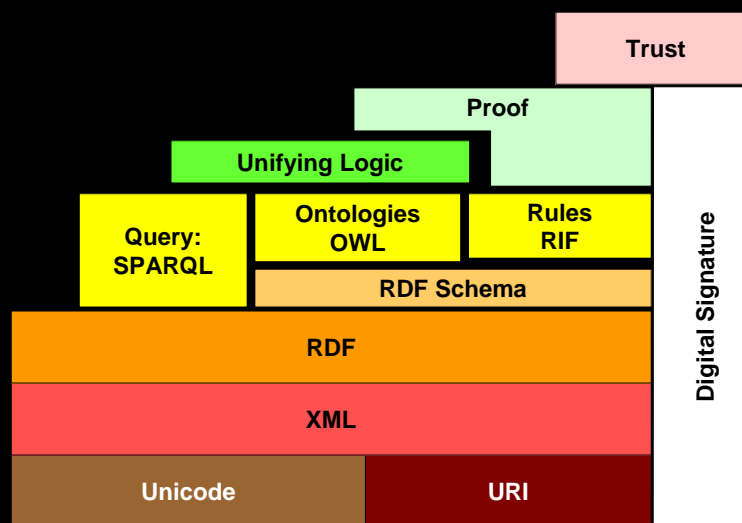 Trust
Proof
Unifying Logic
Query:
SPARQL
Ontologies
OWL
Rules
RIF
RDF Schema
RDF
XML
Unicode
URI
Digital Signature